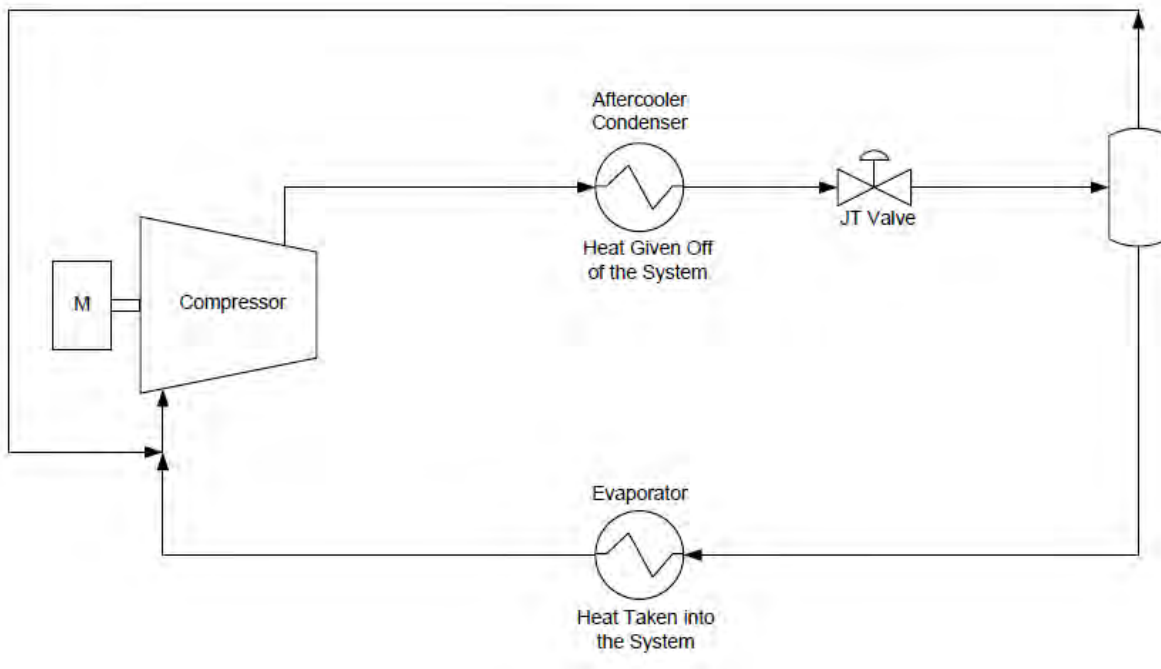 Aftercooler
Condenser
JT Valve
Heat Given Off
of the System
M
Compressor
Evaporator
Heat Taken into
the System